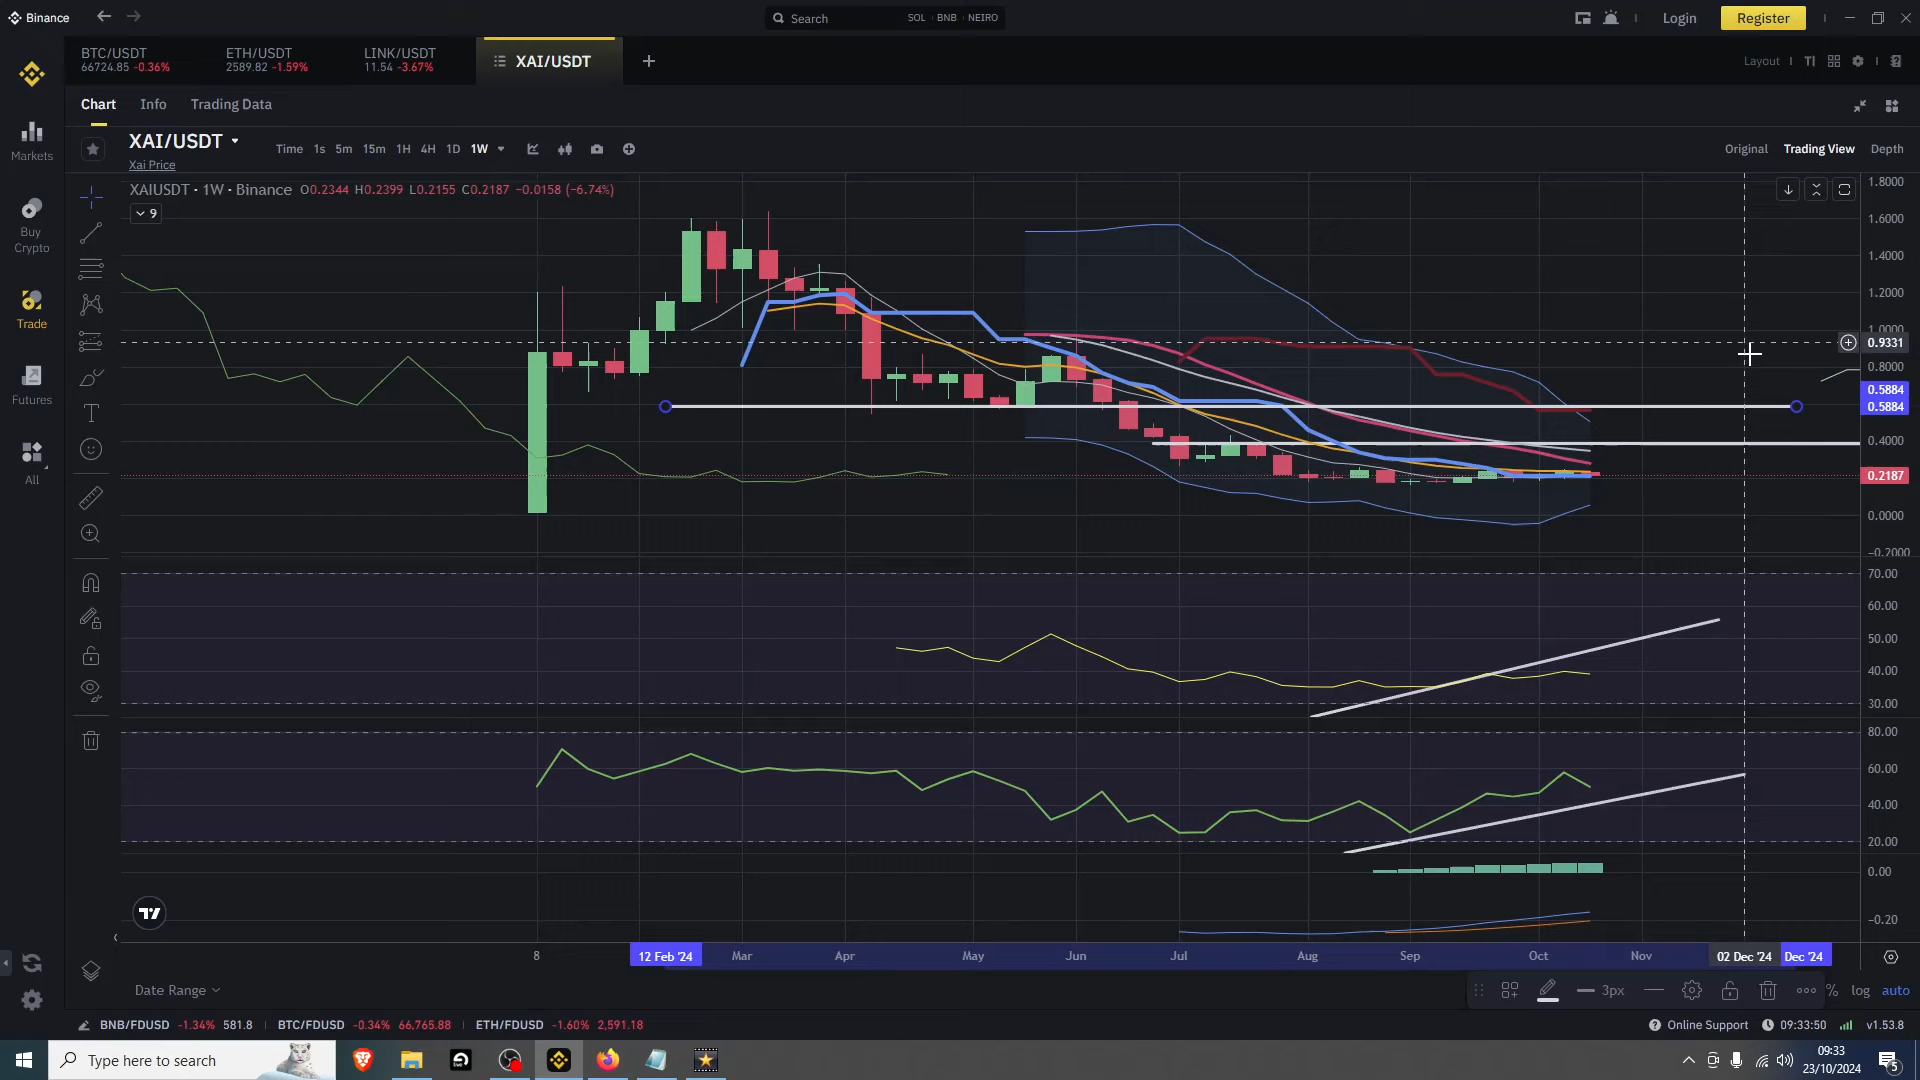 Binance
Search SOL BNB NEIRO
Login Register
BTC/USDT
66724.85 -0.36%
ETH/USDT
2589.82 -1.59%
LINK/USDT
11.54 -3.67%
XAI/USDT
Layout
Chart Info Trading Data
XAI/USDT
Xai Price
Time 1s 5m 15m 1H 4H 1D 1W
Original Trading View Depth
XAIUSDT · 1W · Binance O0.2344 H0.2399 L0.2155 C0.2187 -0.0158 (-6.74%)
9
Markets
Buy
Crypto
Trade
Futures
All
1.8000
1.6000
1.4000
1.2000
1.0000
0.9331
0.8000
0.5884
0.5884
0.4000
0.2187
0.0000
-0.2000
70.00
60.00
50.00
40.00
30.00
80.00
60.00
40.00
20.00
0.00
-0.20
8 12 Feb '24 Mar Apr May Jun Jul Aug Sep Oct Nov 02 Dec '24 Dec '24
Date Range
3px
% log auto
BNB/FDUSD -1.34% 581.8
BTC/FDUSD -0.34% 66,765.88
ETH/FDUSD -1.60% 2,591.18
Online Support 09:33:50 v1.53.8
Type here to search
09:33
23/10/2024
5